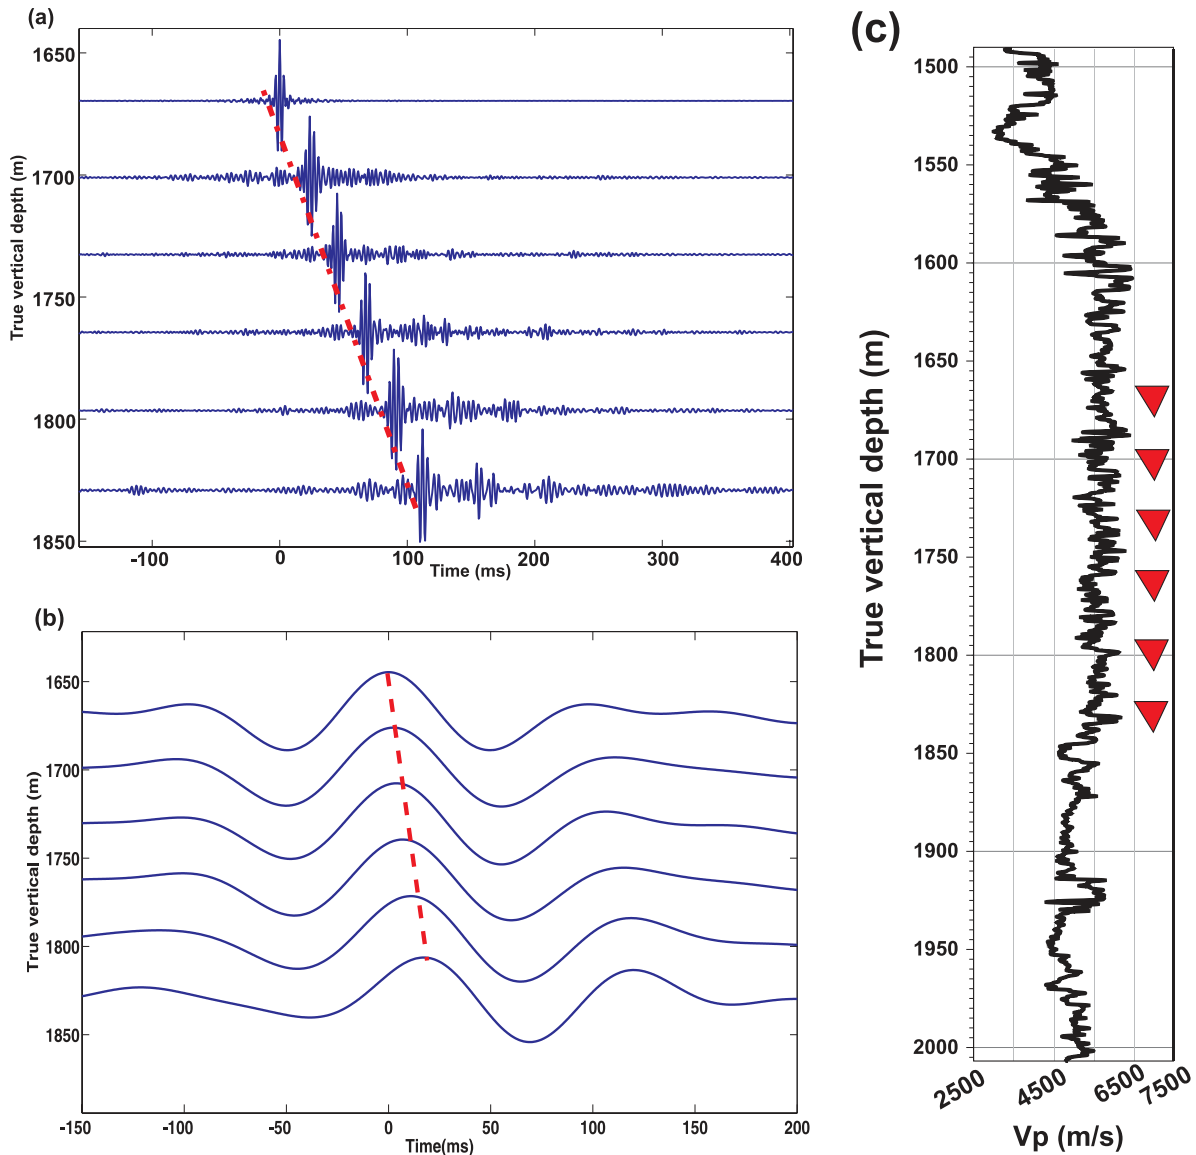 (a)
True vertical depth (m)
1650
1700
1750
1800
1850
-100 0 100 200 300 400
Time (ms)
(b)
True vertical depth (m)
1650
1700
1750
1800
1850
-150 -100 -50 0 50 100 150 200
Time(ms)
(c)
True vertical depth (m)
1500
1550
1600
1650
1700
1750
1800
1850
1900
1950
2000
2500 4500 6500 7500
Vp (m/s)